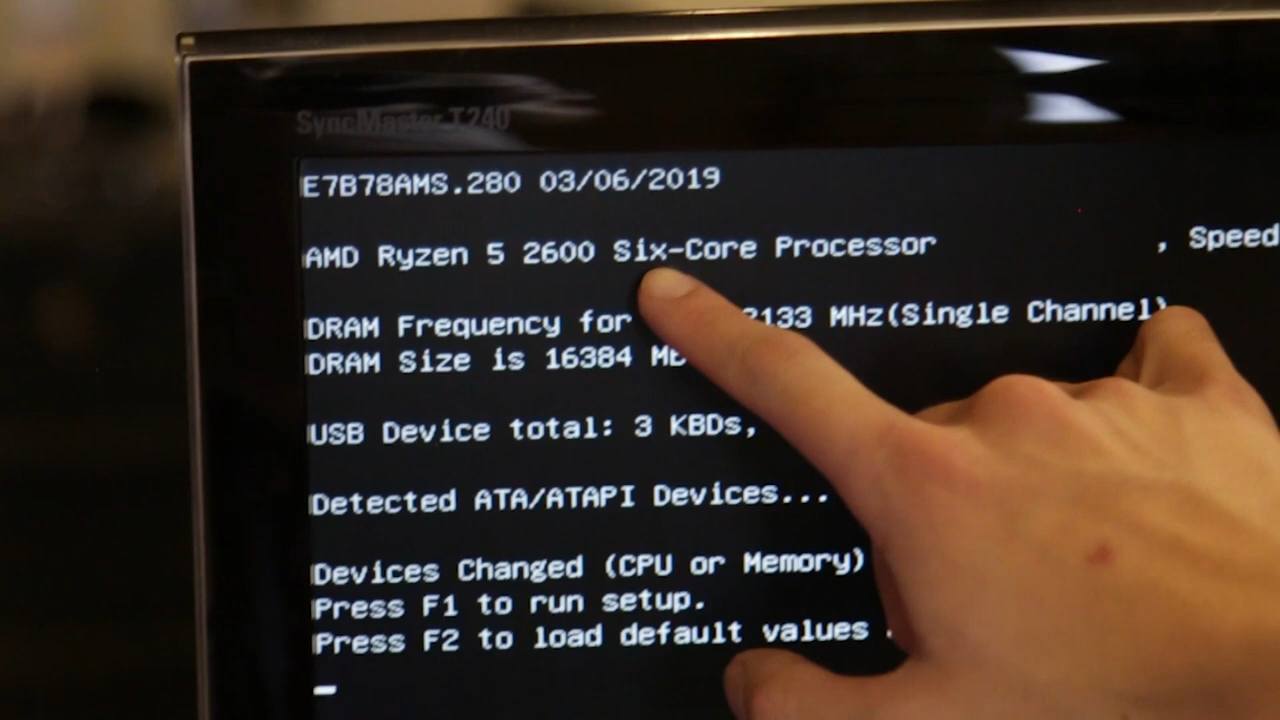 SyncMaster T240
E7B78AMS.280 03/06/2019
AMD Ryzen 5 2600 Six-Core Processor , Speed
DRAM Frequency for 2133 MHz(Single Channel)
DRAM Size is 16384 MB
USB Device total: 3 KBDs,
Detected ATA/ATAPI Devices...
Devices Changed (CPU or Memory)
Press F1 to run setup.
Press F2 to load default values